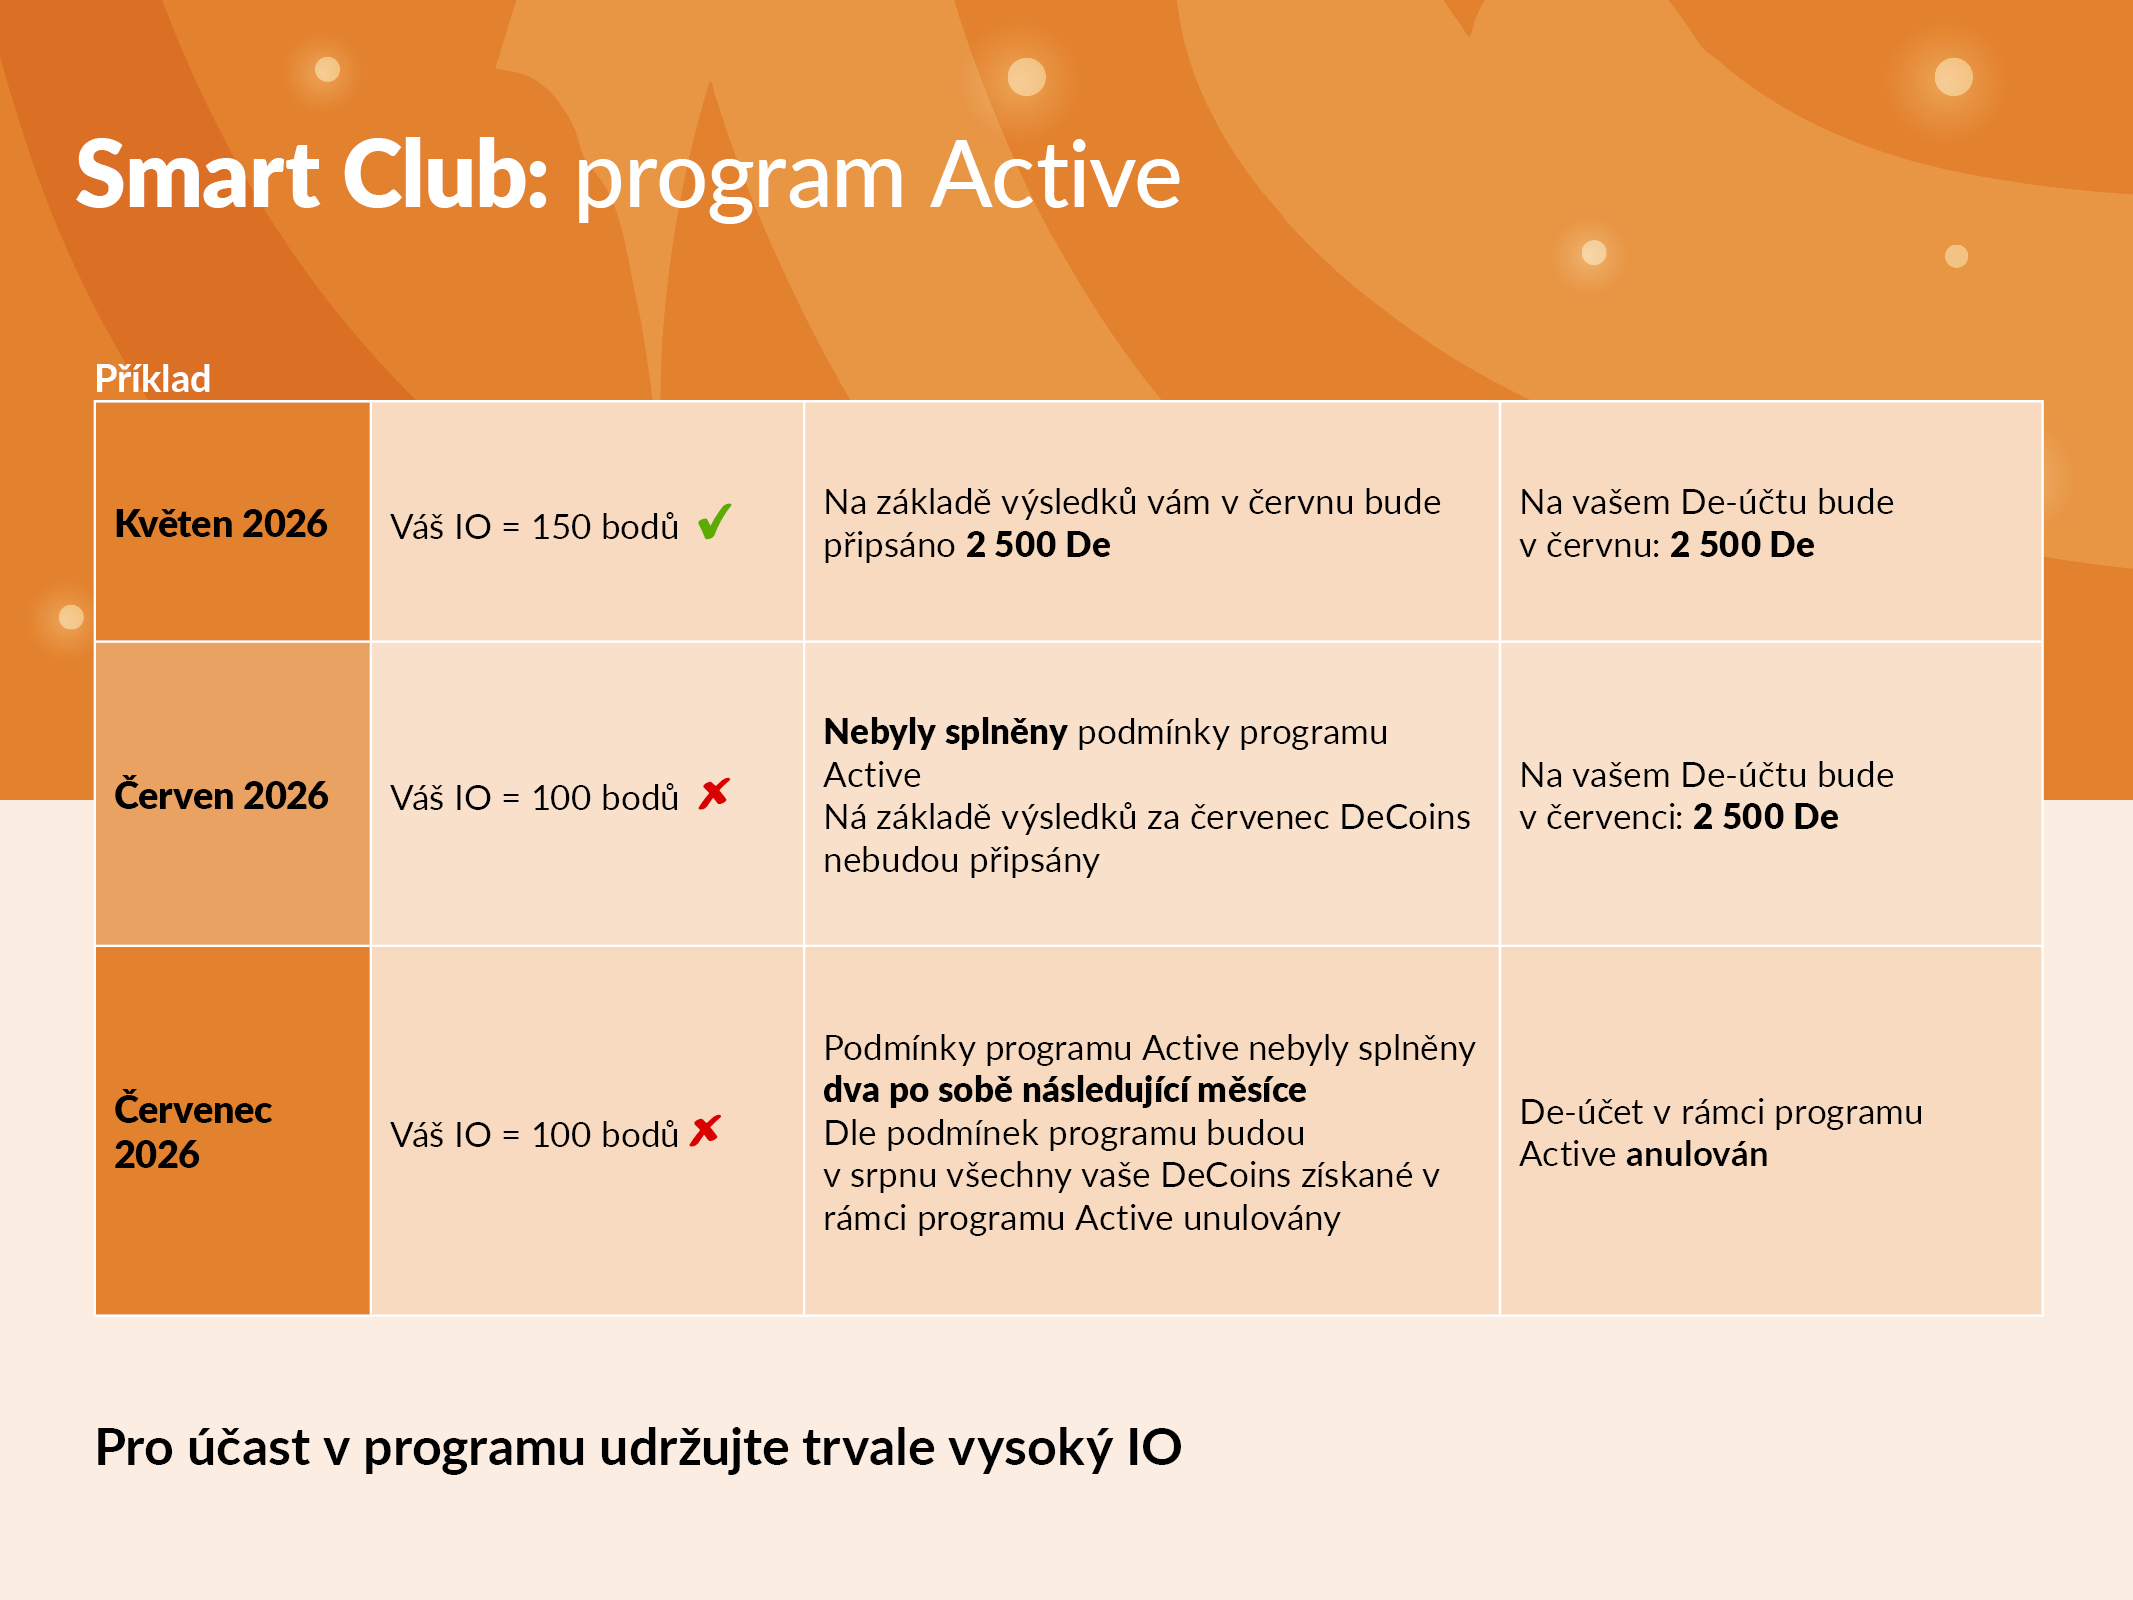 Smart Club: program Active
Příklad
Květen 2026
Váš IO = 150 bodů ✔
Na základě výsledků vám v červnu bude
připsáno 2 500 De
Na vašem De-účtu bude
v červnu: 2 500 De
Červen 2026
Váš IO = 100 bodů ✘
Nebyly splněny podmínky programu
Active
Ná základě výsledků za červenec DeCoins
nebudou připsány
Na vašem De-účtu bude
v červenci: 2 500 De
Červenec
2026
Váš IO = 100 bodů ✘
Podmínky programu Active nebyly splněny
dva po sobě následující měsíce
Dle podmínek programu budou
v srpnu všechny vaše DeCoins získané v
rámci programu Active unulovány
De-účet v rámci programu
Active anulován
Pro účast v programu udržujte trvale vysoký IO